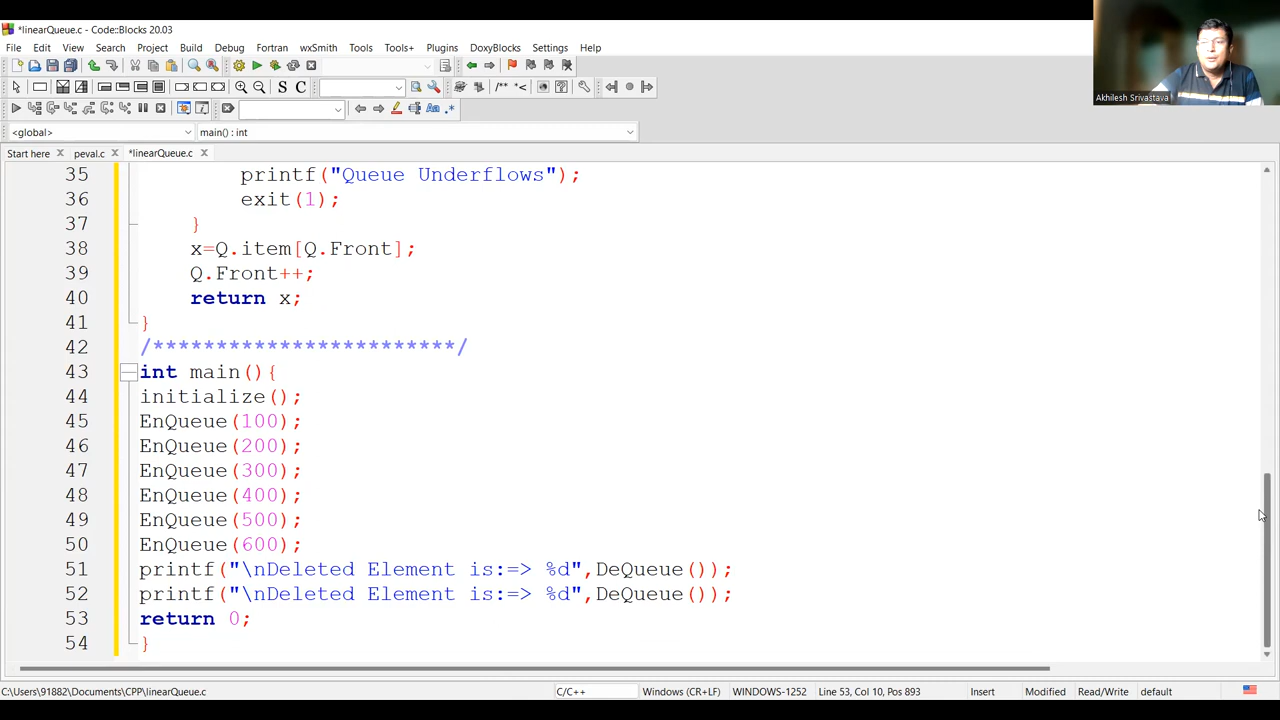 *linearQueue.c - Code::Blocks 20.03
File Edit View Search Project Build Debug Fortran wxSmith Tools Tools+ Plugins DoxyBlocks Settings Help
S C /** *<
Aa .*
Akhilesh Srivastava
<global> main() : int
Start here peval.c *linearQueue.c
35 printf("Queue Underflows");
36 exit(1);
37 }
38 x=Q.item[Q.Front];
39 Q.Front++;
40 return x;
41 }
42 /************************/
43 int main(){
44 initialize();
45 EnQueue(100);
46 EnQueue(200);
47 EnQueue(300);
48 EnQueue(400);
49 EnQueue(500);
50 EnQueue(600);
51 printf("\nDeleted Element is:=> %d",DeQueue());
52 printf("\nDeleted Element is:=> %d",DeQueue());
53 return 0;
54 }
C:\Users\91882\Documents\CPP\linearQueue.c C/C++ Windows (CR+LF) WINDOWS-1252 Line 53, Col 10, Pos 893 Insert Modified Read/Write default